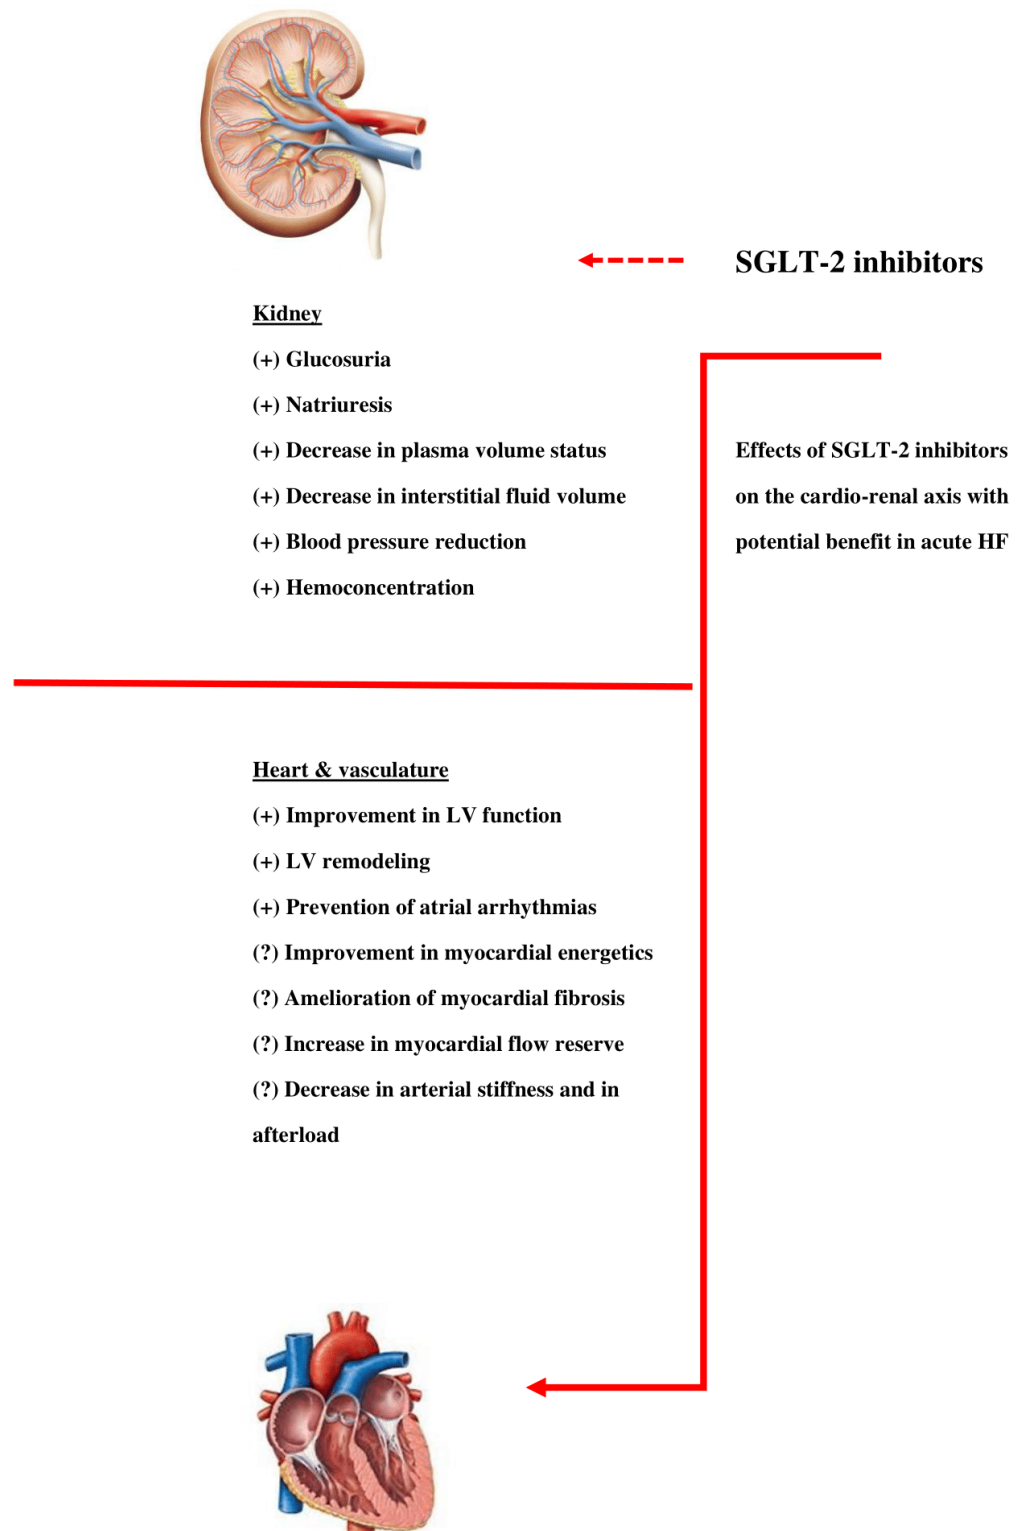 SGLT-2 inhibitors
Kidney
(+) Glucosuria
(+) Natriuresis
(+) Decrease in plasma volume status
(+) Decrease in interstitial fluid volume
(+) Blood pressure reduction
(+) Hemoconcentration
Effects of SGLT-2 inhibitors
on the cardio-renal axis with
potential benefit in acute HF
Heart & vasculature
(+) Improvement in LV function
(+) LV remodeling
(+) Prevention of atrial arrhythmias
(?) Improvement in myocardial energetics
(?) Amelioration of myocardial fibrosis
(?) Increase in myocardial flow reserve
(?) Decrease in arterial stiffness and in
afterload